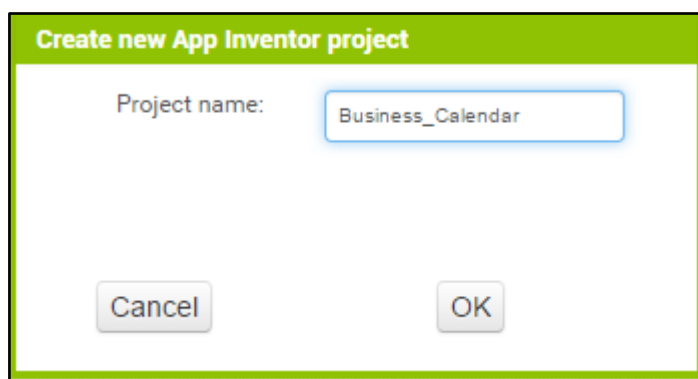 Create new App Inventor project
Project name:
Business_Calendar
Cancel
OK